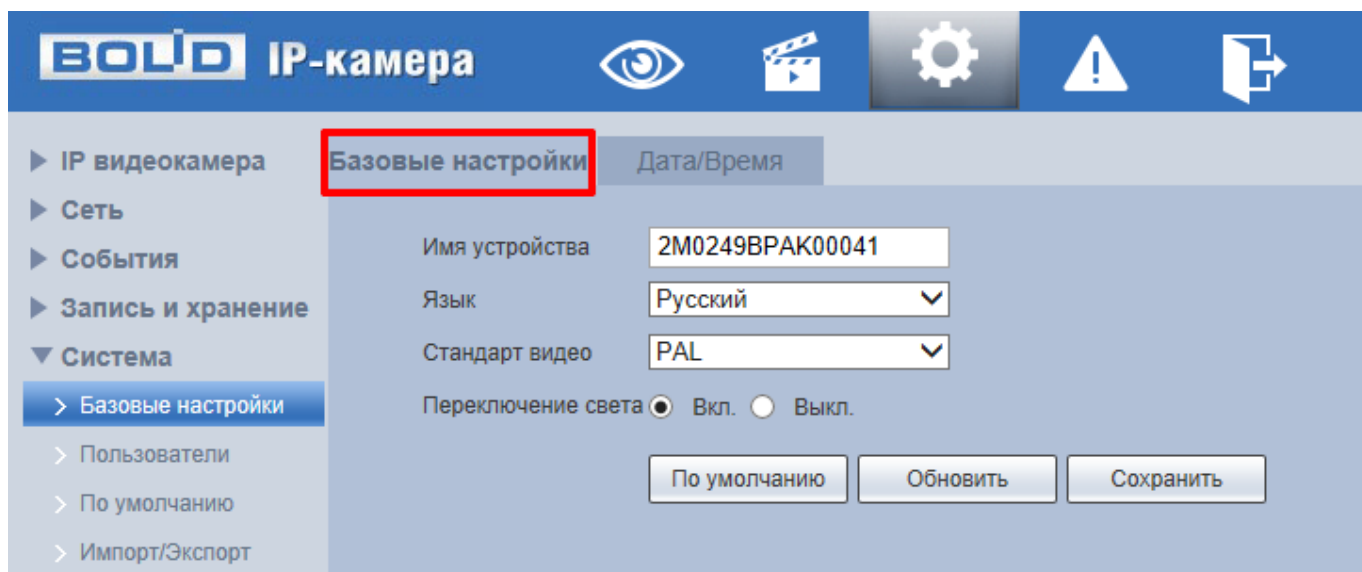 BOLID IP-камера
IP видеокамера
Сеть
События
Запись и хранение
Система
Базовые настройки
Пользователи
По умолчанию
Импорт/Экспорт
Базовые настройки Дата/Время
Имя устройства 2M0249BPAK00041
Язык Русский
Стандарт видео PAL
Переключение света Вкл. Выкл.
По умолчанию Обновить Сохранить